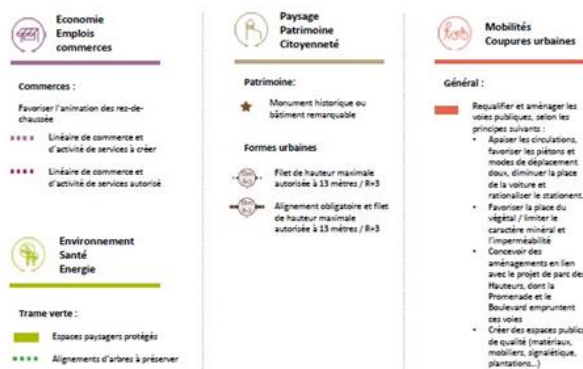 Economie
Emplois
commerces
Commerces :
Favoriser l'animation des rez-de-
chaussée
Linéaire de commerce et
d'activité de services à créer
Linéaire de commerce et
d'activité de services autorisé
Environnement
Santé
Energie
Trame verte :
Espaces paysagers protégés
Alignements d'arbres à préserver
Paysage
Patrimoine
Citoyenneté
Patrimoine:
Monument historique ou
bâtiment remarquable
Formes urbaines
Filet de hauteur maximale
autorisée à 13 mètres / R+3
Alignement obligatoire et filet
de hauteur maximale
autorisée à 13 mètres / R+3
Mobilités
Coupures urbaines
Général :
Requalifier et aménager les
voies publiques, selon les
principes suivants :
• Apaiser les circulations,
favoriser les piétons et
modes de déplacement
doux, diminuer la place
de la voiture et
rationaliser le stationent.
• Favoriser la place du
végétal / limiter le
caractère minéral et
l'imperméabilité
• Concevoir des
aménagements en lien
avec le projet de parc des
Hauteurs, dont la
Promenade et le
Boulevard empruntent
ces voies
• Créer des espaces publics
de qualité (matériaux,
mobiliers, signalétique,
plantations...)